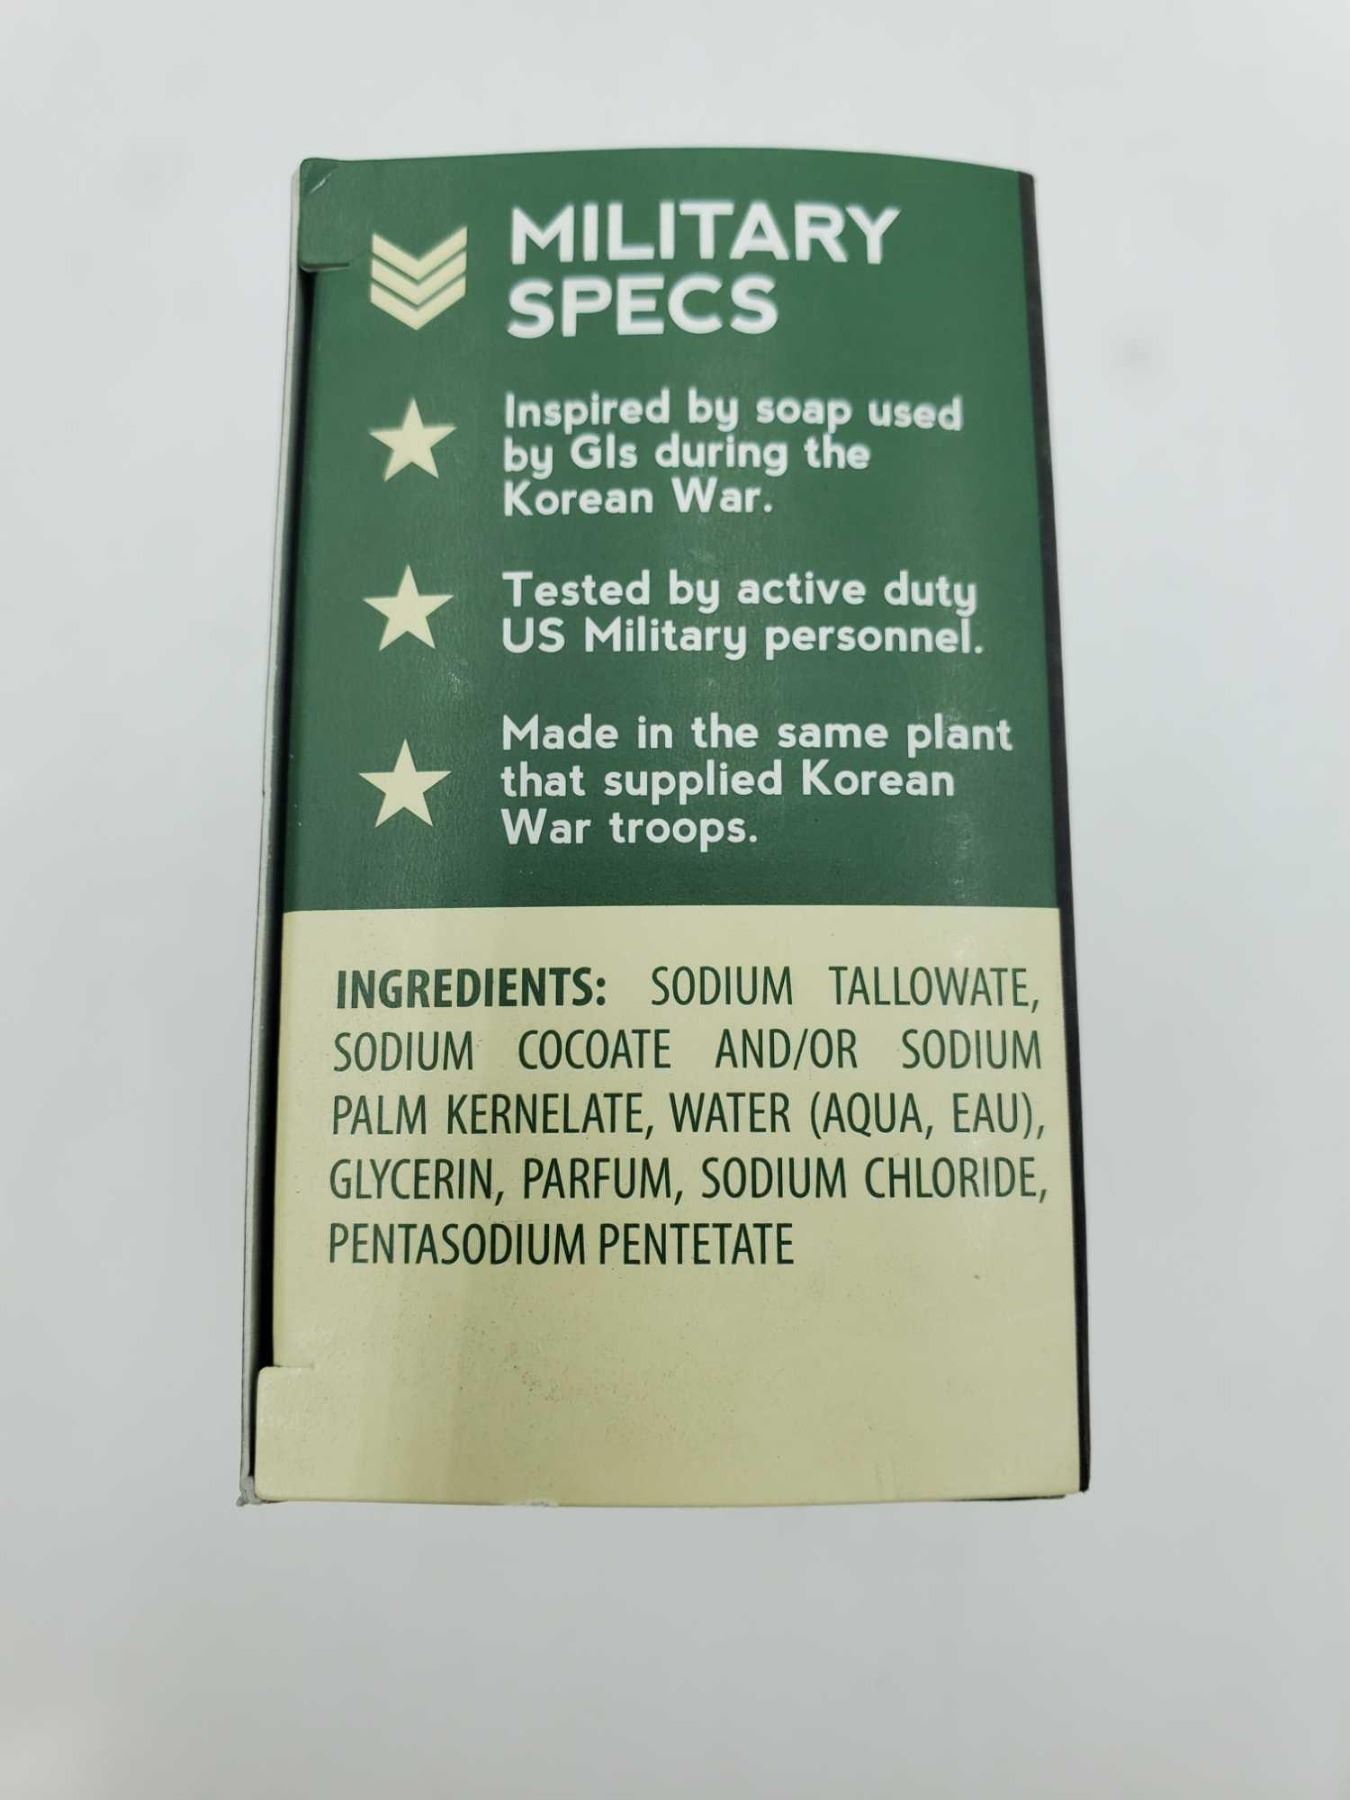 MILITARY
SPECS
Inspired by soap used
by GIs during the
Korean War.
Tested by active duty
US Military personnel.
Made in the same plant
that supplied Korean
War troops.
INGREDIENTS: SODIUM TALLOWATE,
SODIUM COCOATE AND/OR SODIUM
PALM KERNELATE, WATER (AQUA, EAU),
GLYCERIN, PARFUM, SODIUM CHLORIDE,
PENTASODIUM PENTETATE